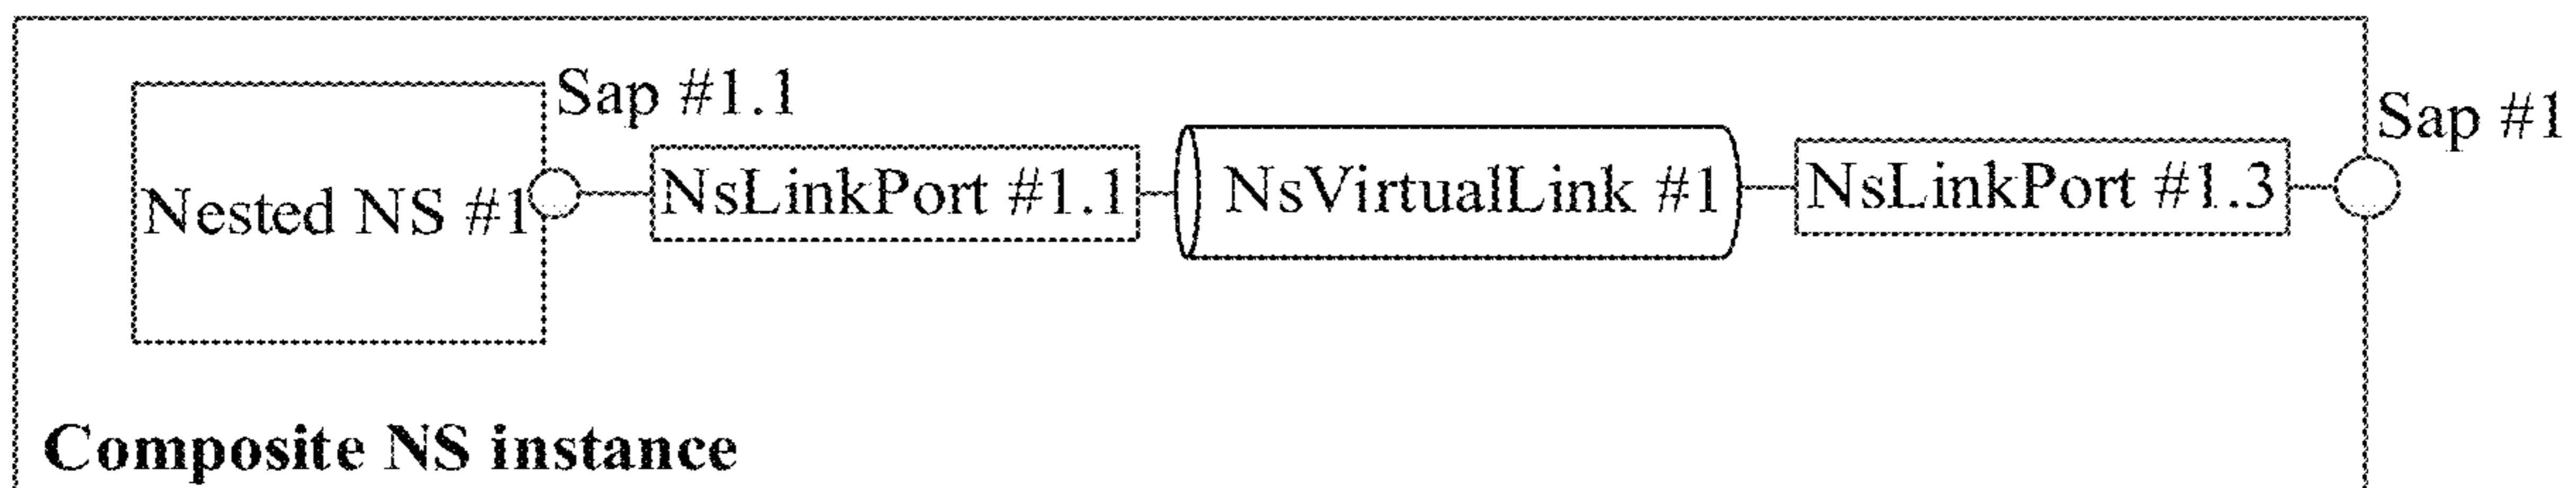 Sap #1.1
Sap #1
Nested NS #1
NsLinkPort #1.1
NsVirtualLink #1
NsLinkPort #1.3
Composite NS instance